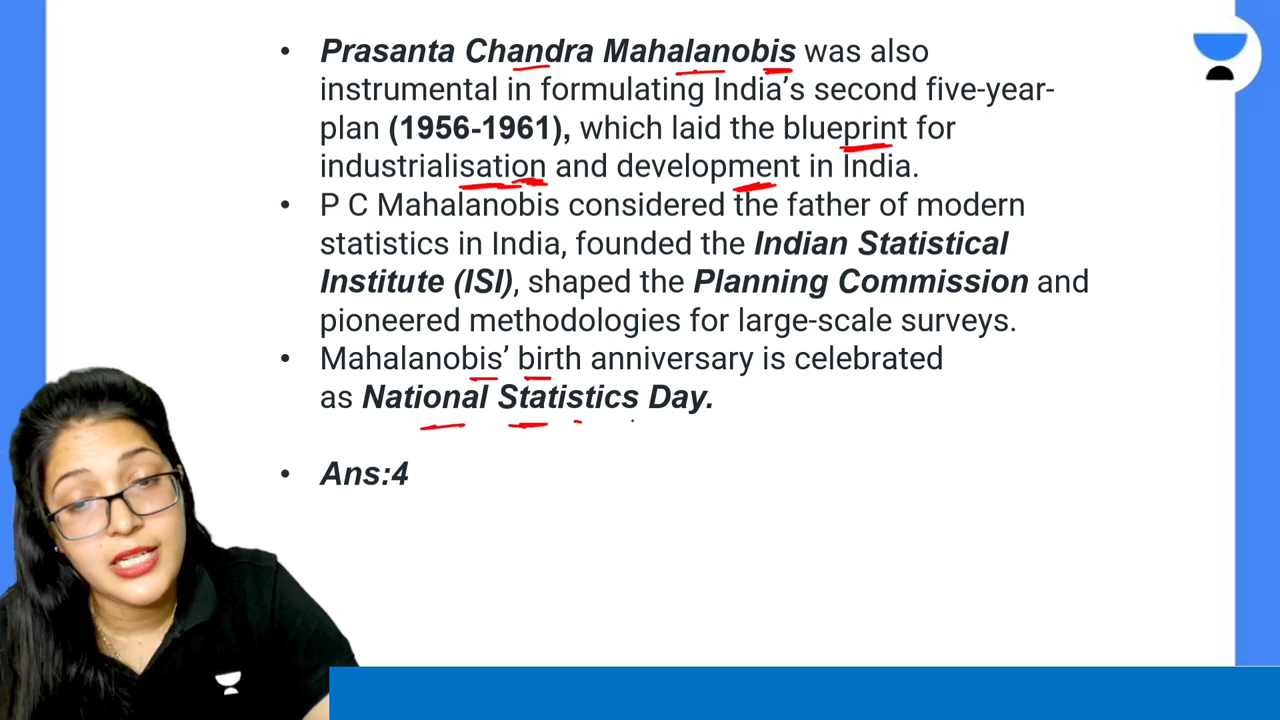 • Prasanta Chandra Mahalanobis was also
instrumental in formulating India’s second five-year-
plan (1956-1961), which laid the blueprint for
industrialisation and development in India.
• P C Mahalanobis considered the father of modern
statistics in India, founded the Indian Statistical
Institute (ISI), shaped the Planning Commission and
pioneered methodologies for large-scale surveys.
• Mahalanobis’ birth anniversary is celebrated
as National Statistics Day.
• Ans:4